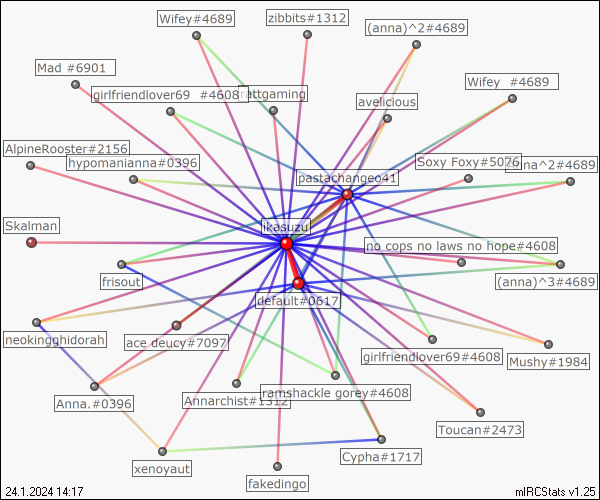 Wifey#4689
zibbits#1312
(anna)^2#4689
Mad #6901
Wifey  #4689
girlfriendlover69  #4608
attgaming
avelicious
AlpineRooster#2156
hypomanianna#0396
Soxy Foxy#5076
na^2#4689
pastachangeo41
Skalman
ikasuzu
no cops no laws no hope#4608
frisout
(anna)^3#4689
default#0617
neokingghidorah
ace deucy#7097
girlfriendlover69#4608
Mushy#1984
Anna.#0396
Annarchist#1312
ramshackle gorey#4608
Toucan#2473
xenoyaut
Cypha#1717
fakedingo
24.1.2024 14:17
mIRCStats v1.25